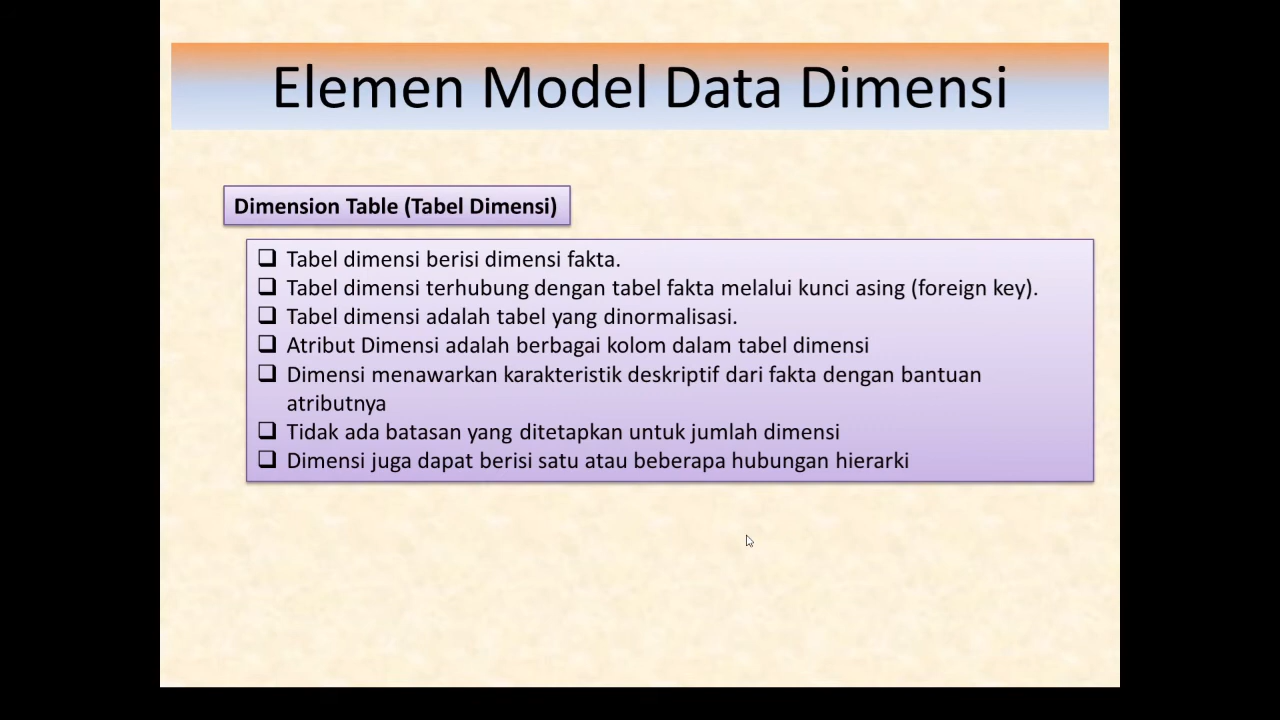 Elemen Model Data Dimensi
Dimension Table (Tabel Dimensi)
❑ Tabel dimensi berisi dimensi fakta.
❑ Tabel dimensi terhubung dengan tabel fakta melalui kunci asing (foreign key).
❑ Tabel dimensi adalah tabel yang dinormalisasi.
❑ Atribut Dimensi adalah berbagai kolom dalam tabel dimensi
❑ Dimensi menawarkan karakteristik deskriptif dari fakta dengan bantuan
atributnya
❑ Tidak ada batasan yang ditetapkan untuk jumlah dimensi
❑ Dimensi juga dapat berisi satu atau beberapa hubungan hierarki